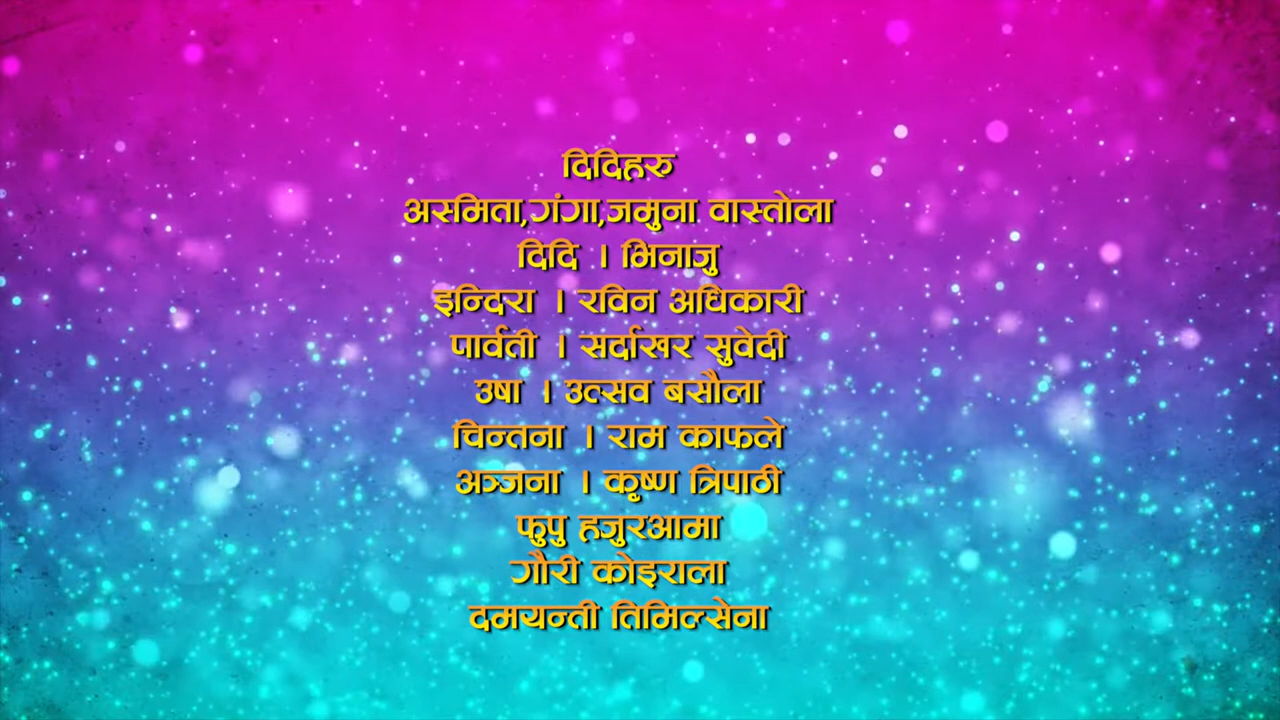 दिदिहरु
असमिता,गंगा,जमुना वास्तोला
दिदि । भिनाजु
इन्दिरा । रविन अधिकारी
पार्वती । सर्दाखर सुवेदी
उषा । उत्सव बसौला
चिन्तना । राम काफले
अञ्जना । कृष्ण त्रिपाठी
फुपु हजुरआमा
गौरी कोइराला
दमयन्ती तिमिल्सेना